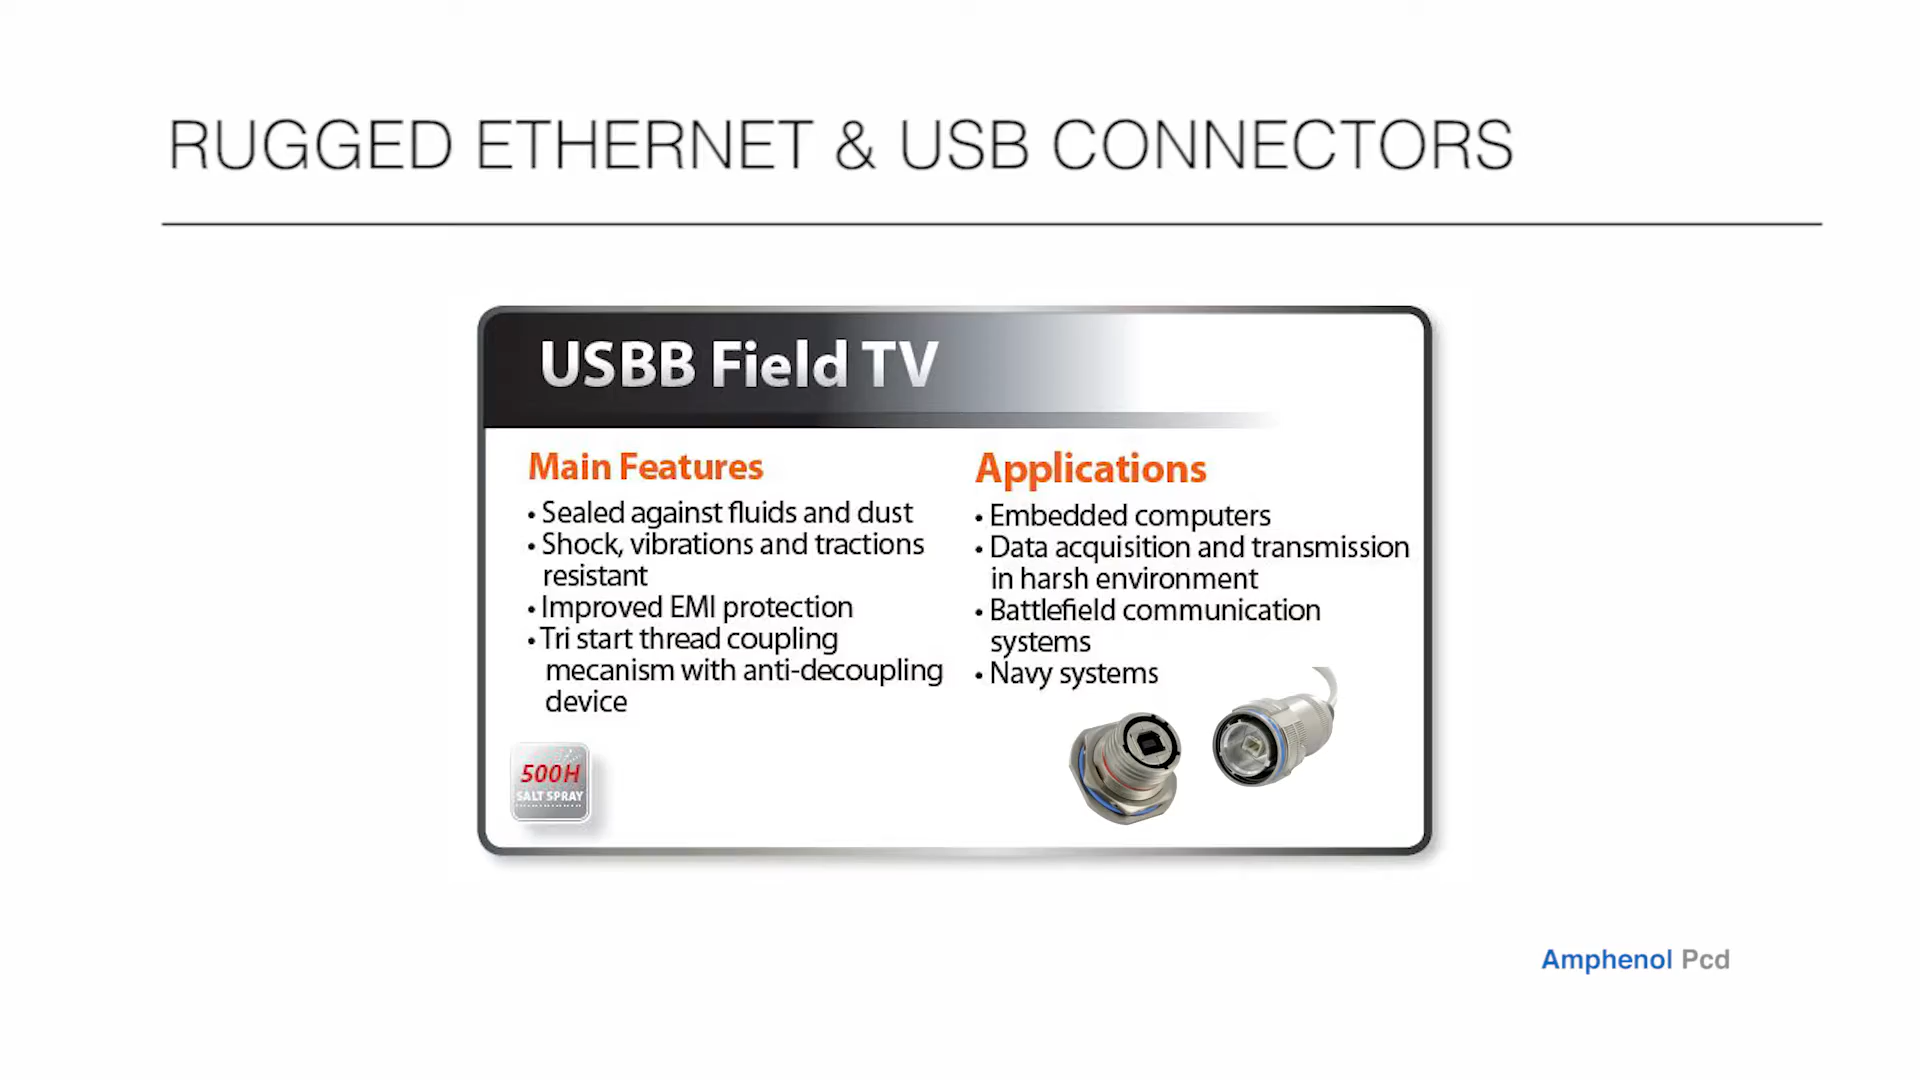 RUGGED ETHERNET & USB CONNECTORS
USBB Field TV
Main Features
• Sealed against fluids and dust
• Shock, vibrations and tractions
resistant
• Improved EMI protection
• Tri start thread coupling
mecanism with anti-decoupling
device
500H
SALT SPRAY
Applications
• Embedded computers
• Data acquisition and transmission
in harsh environment
• Battlefield communication
systems
• Navy systems
Amphenol Pcd